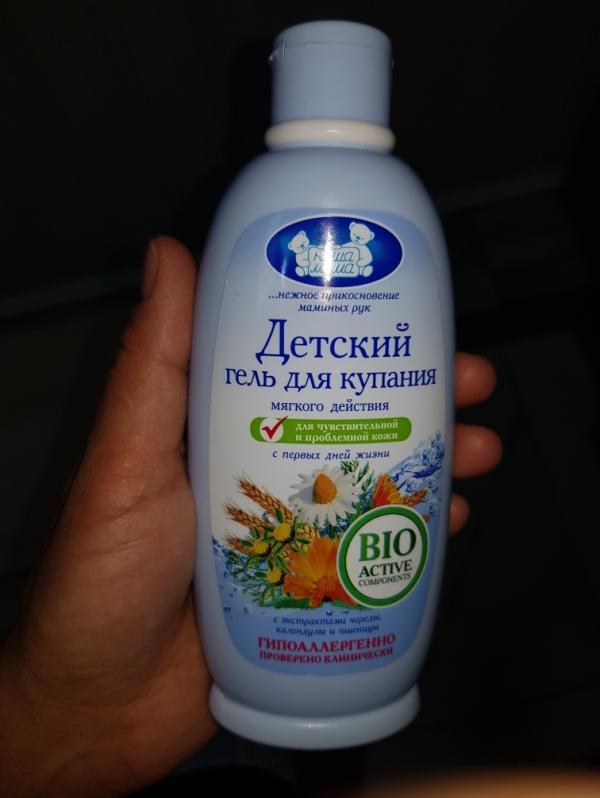 наша
мама
...нежное прикосновение
маминых рук
Детский
гель для купания
мягкого действия
для чувствительной
и проблемной кожи
с первых дней жизни
BIO
ACTIVE
COMPONENTS
с экстрактами череды,
календулы и пшеницы
ГИПОАЛЛЕРГЕННО
ПРОВЕРЕНО КЛИНИЧЕСКИ